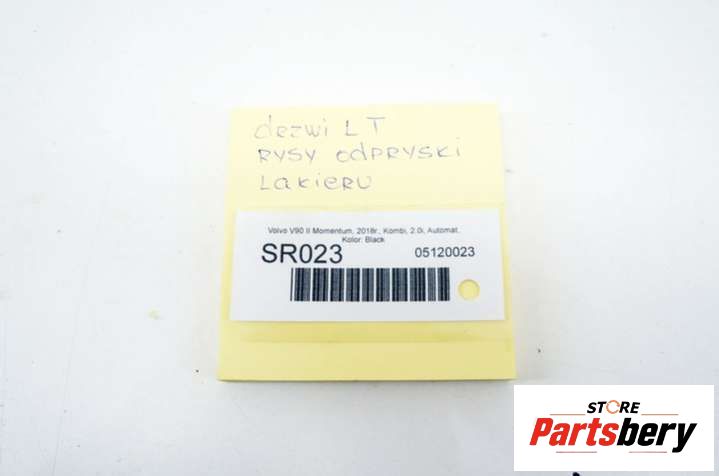 drzwi LT
RYSY ODPRYSKI
LAKIERU
Volvo V90 II Momentum, 2018r., Kombi, 2.0i, Automat,
Kolor: Black
SR023 05120023
STORE
Partsbery